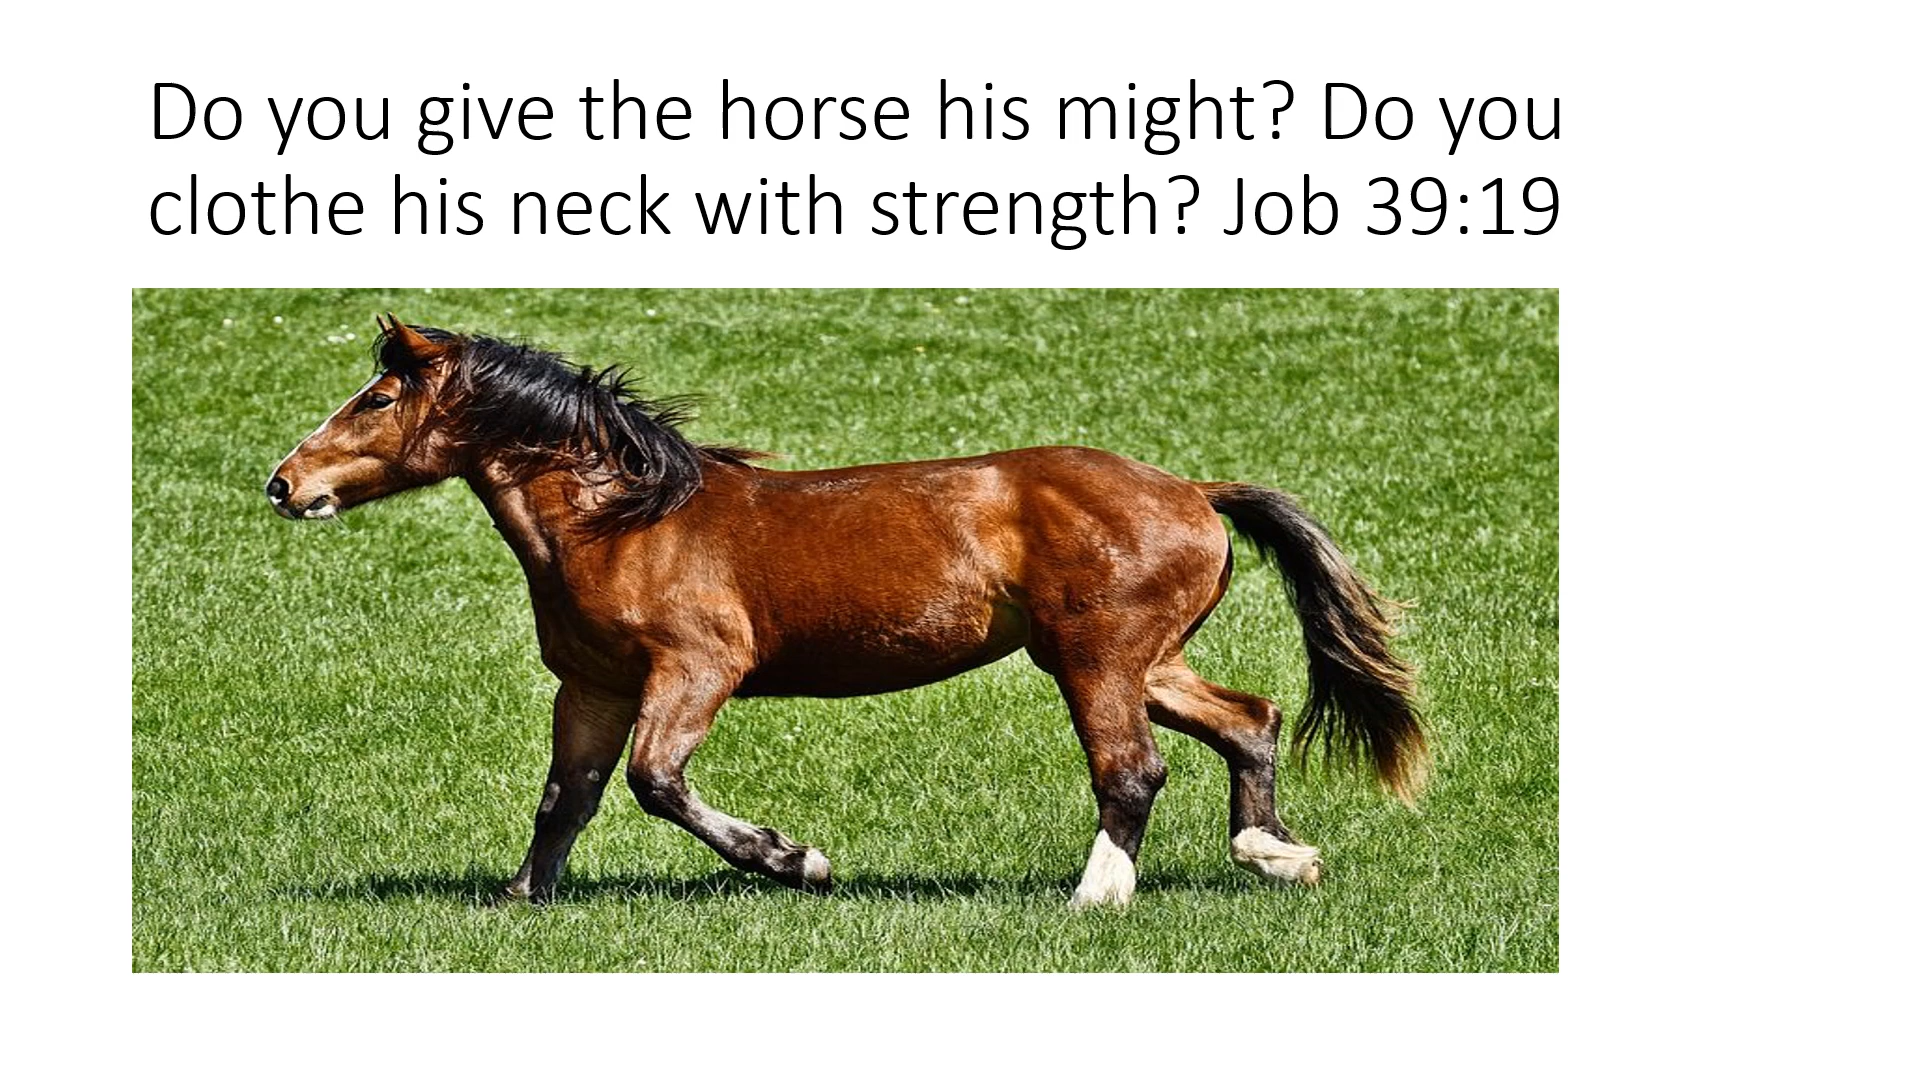 Do you give the horse his might? Do you
clothe his neck with strength? Job 39:19